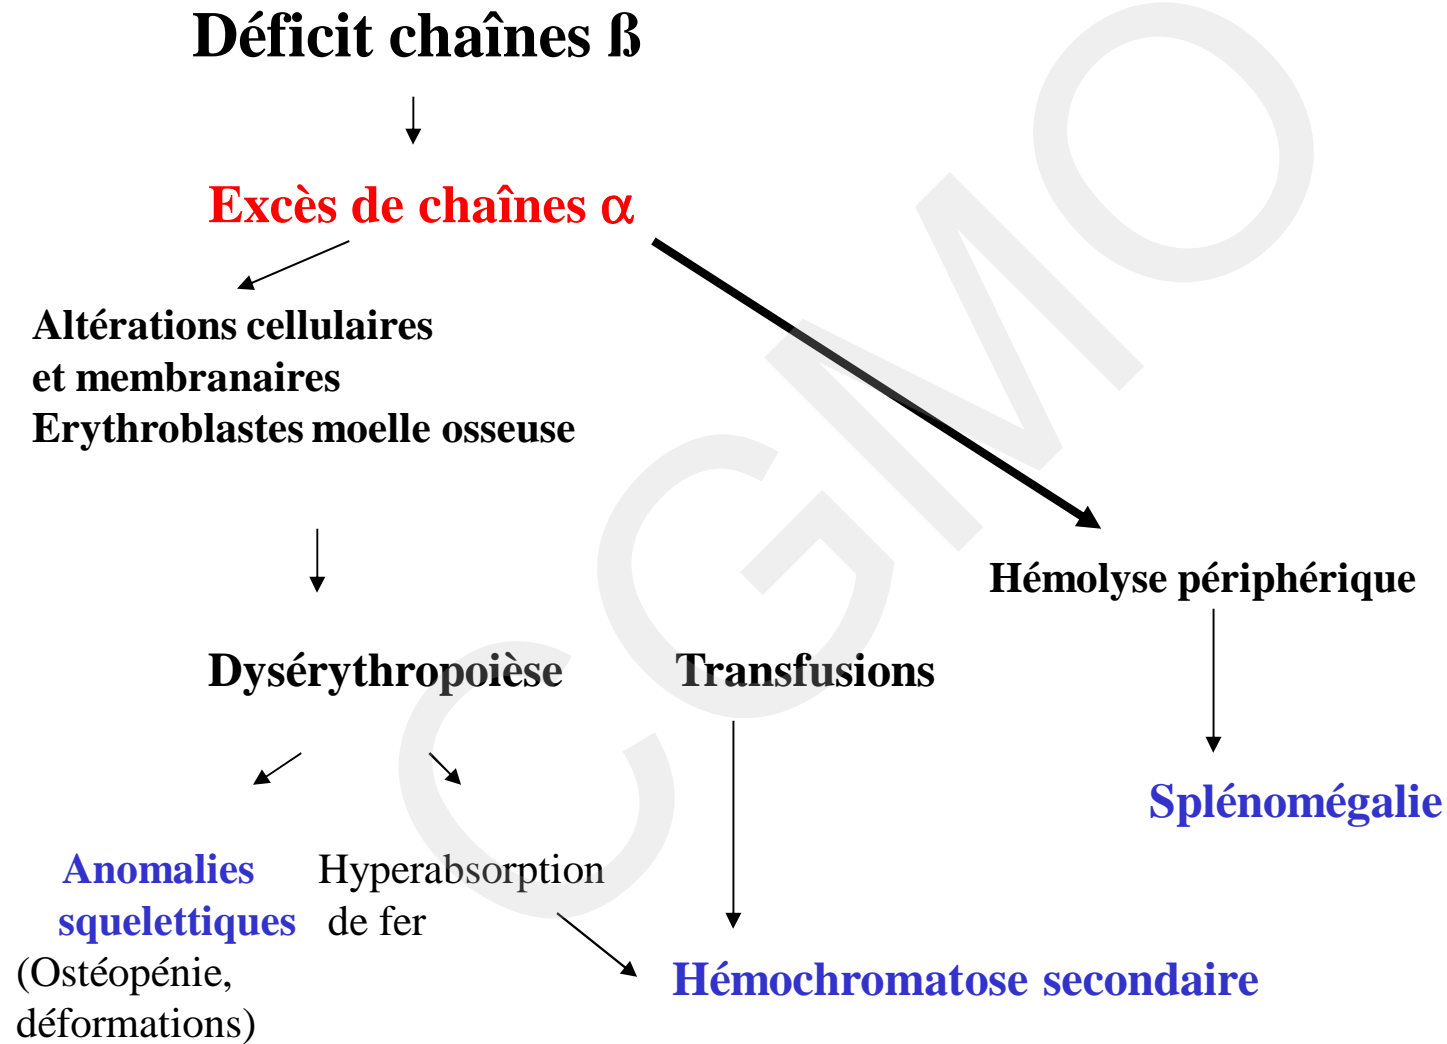 Déficit chaînes ß
Excès de chaînes α
Altérations cellulaires
et membranaires
Erythroblastes moelle osseuse
Hémolyse périphérique
Dysérythropoièse
Transfusions
Splénomégalie
Anomalies
squelettiques
(Ostéopénie,
déformations)
Hyperabsorption
de fer
Hémochromatose secondaire
CGMO